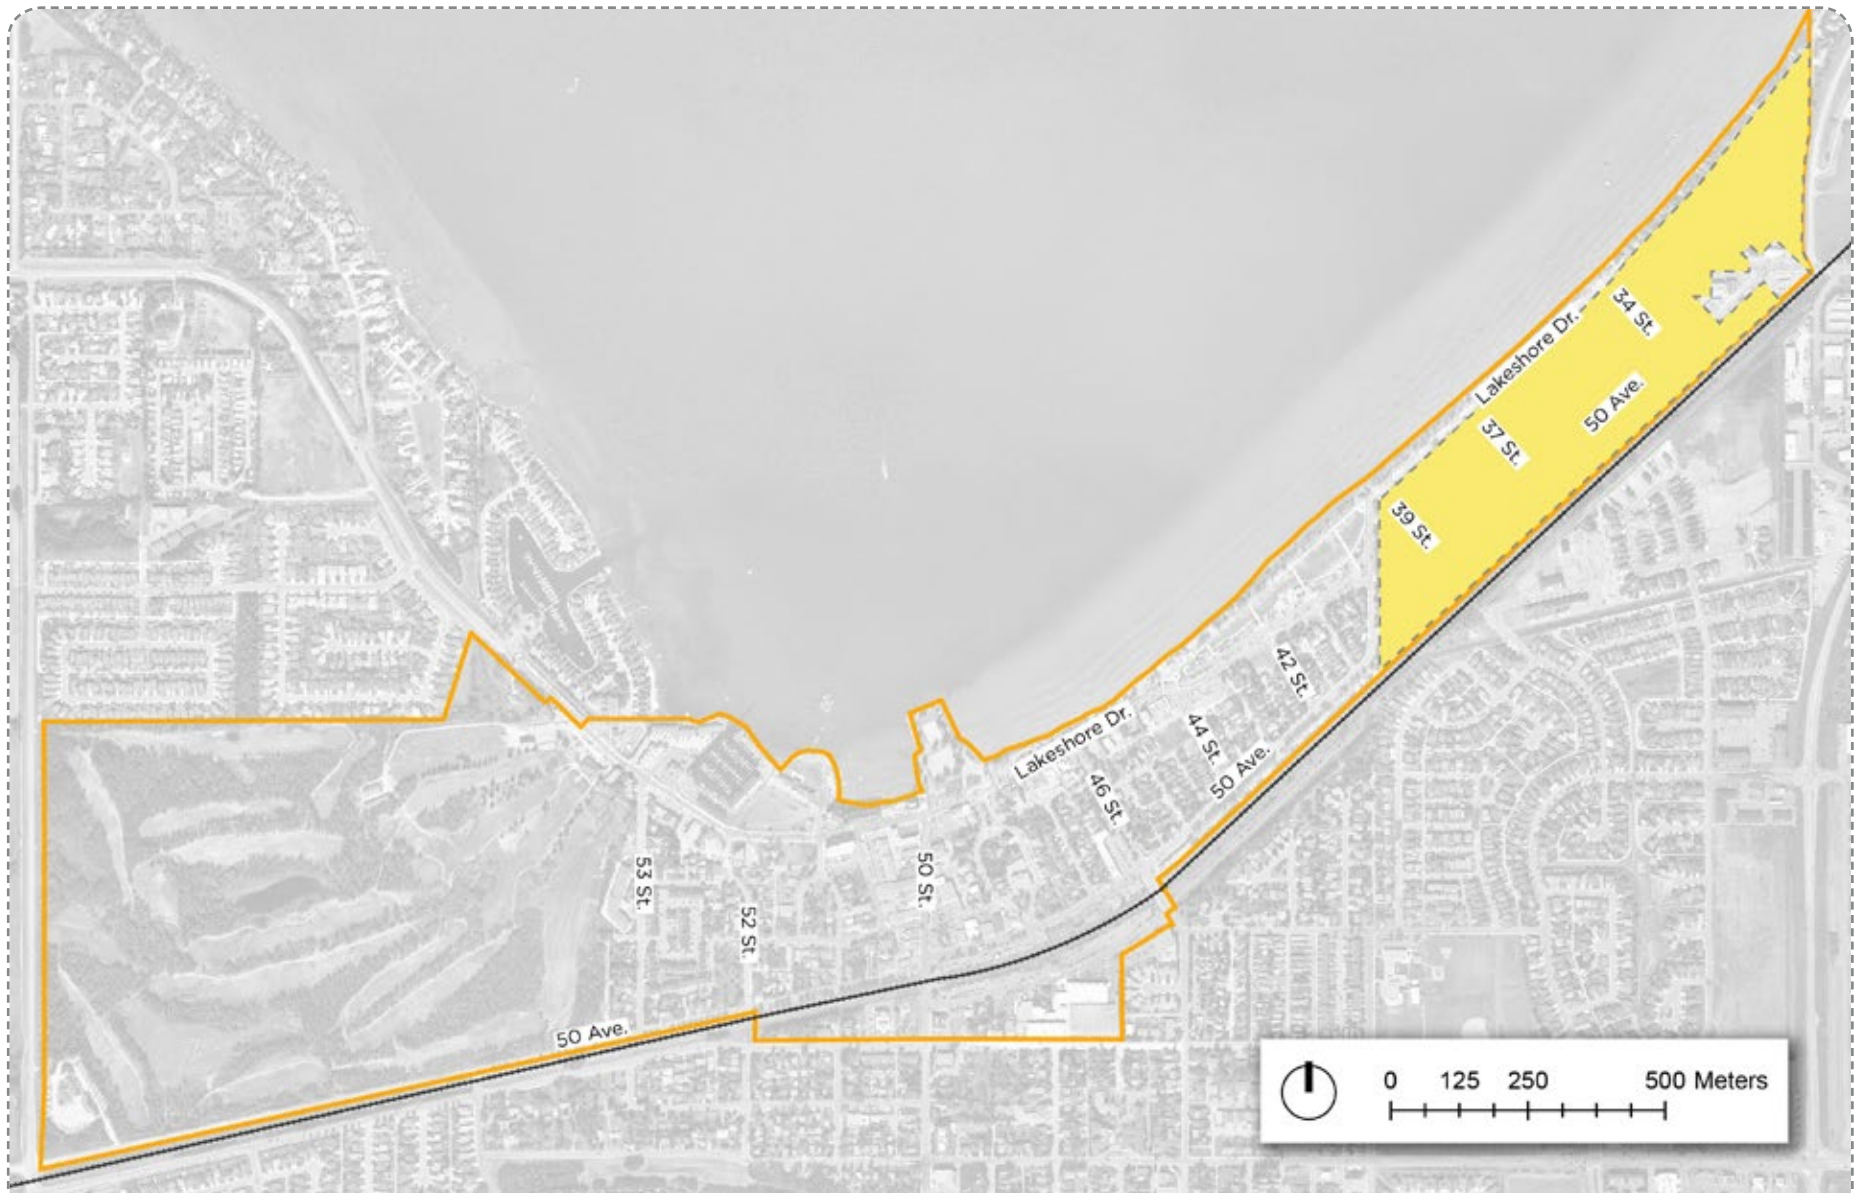 34 St.
Lakeshore Dr.
50 Ave.
37 St.
39 St.
42 St.
Lakeshore Dr.
44 St.
50 Ave.
46 St.
53 St.
50 St.
52 St.
50 Ave.
0 125 250 500 Meters